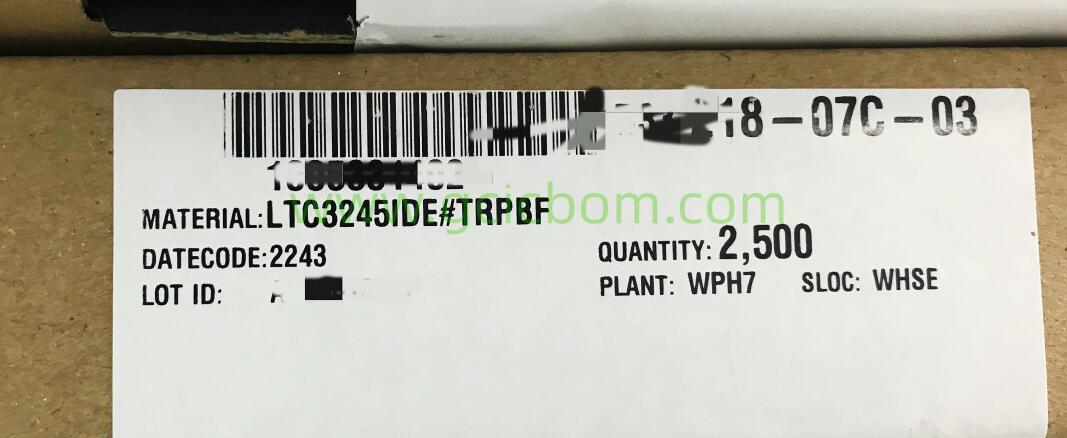 18-07C-03
MATERIAL:LTC3245IDE#TRPBF
www.gcicbom.com
DATECODE:2243
QUANTITY: 2,500
LOT ID:
PLANT: WPH7 SLOC: WHSE